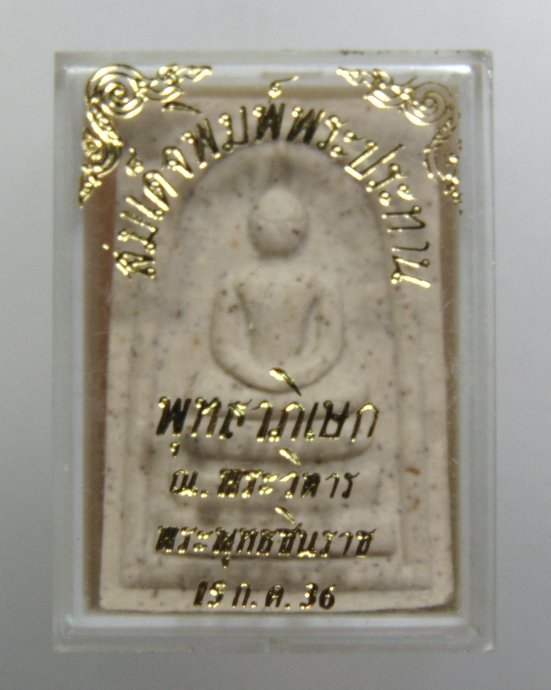 สมเด็จพิมพ์พระประทาน
พุทธาภิเษก
ณ. พระวิหาร
พระพุทธชินราช
15 ก.ค. 36